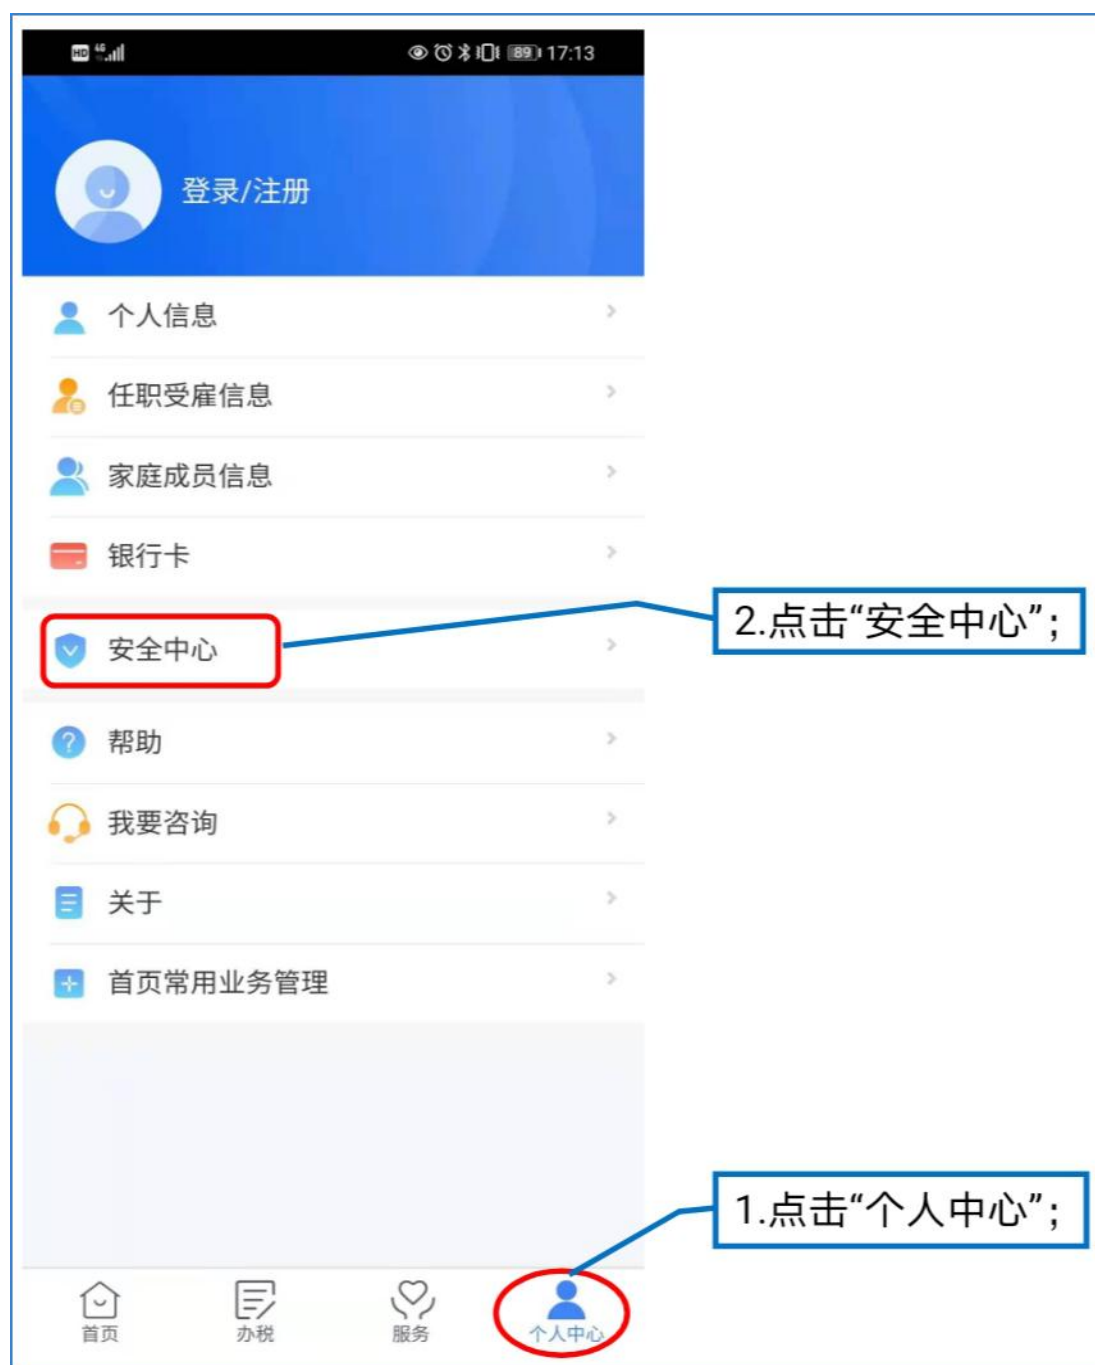 HD 4G 89 17:13
登录/注册
个人信息
任职受雇信息
家庭成员信息
银行卡
安全中心
2.点击“安全中心”；
帮助
我要咨询
关于
首页常用业务管理
1.点击“个人中心”；
首页 办税 服务 个人中心